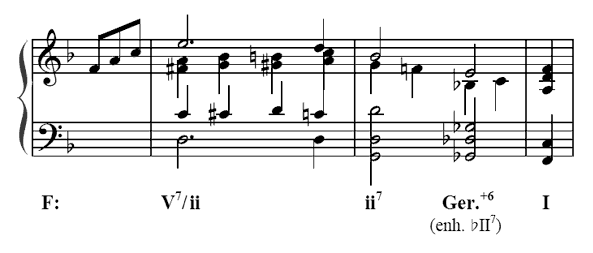 F: V⁷/ii ii⁷ Ger.⁺⁶ I
(enh. ♭II⁷)